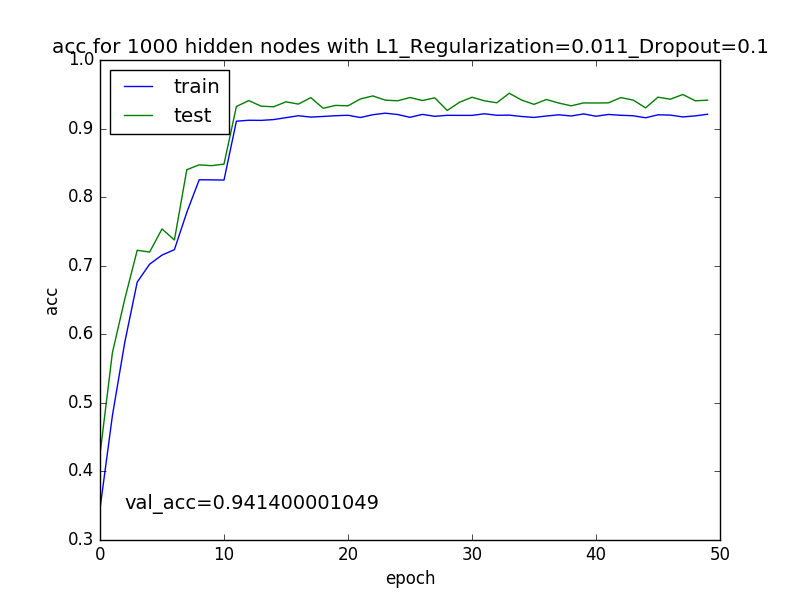 acc for 1000 hidden nodes with L1_Regularization=0.011_Dropout=0.1
1.0
train
test
0.9
0.8
0.7
0.6
acc
0.5
0.4
val_acc=0.941400001049
0.3
0 10 20 30 40 50
epoch